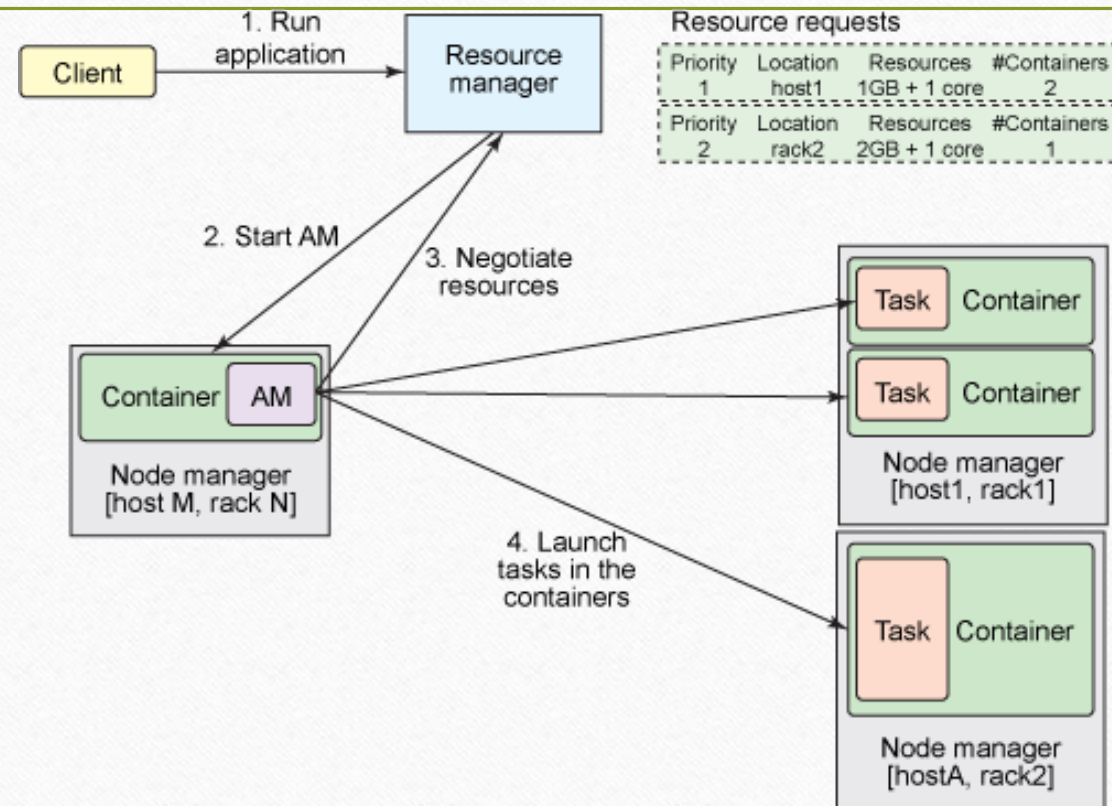 1. Run
application
Client
Resource
manager
Resource requests
Priority Location Resources #Containers
1 host1 1GB + 1 core 2
Priority Location Resources #Containers
2 rack2 2GB + 1 core 1
2. Start AM
3. Negotiate
resources
Container AM
Node manager
[host M, rack N]
Task Container
Task Container
Node manager
[host1, rack1]
4. Launch
tasks in the
containers
Task Container
Node manager
[hostA, rack2]